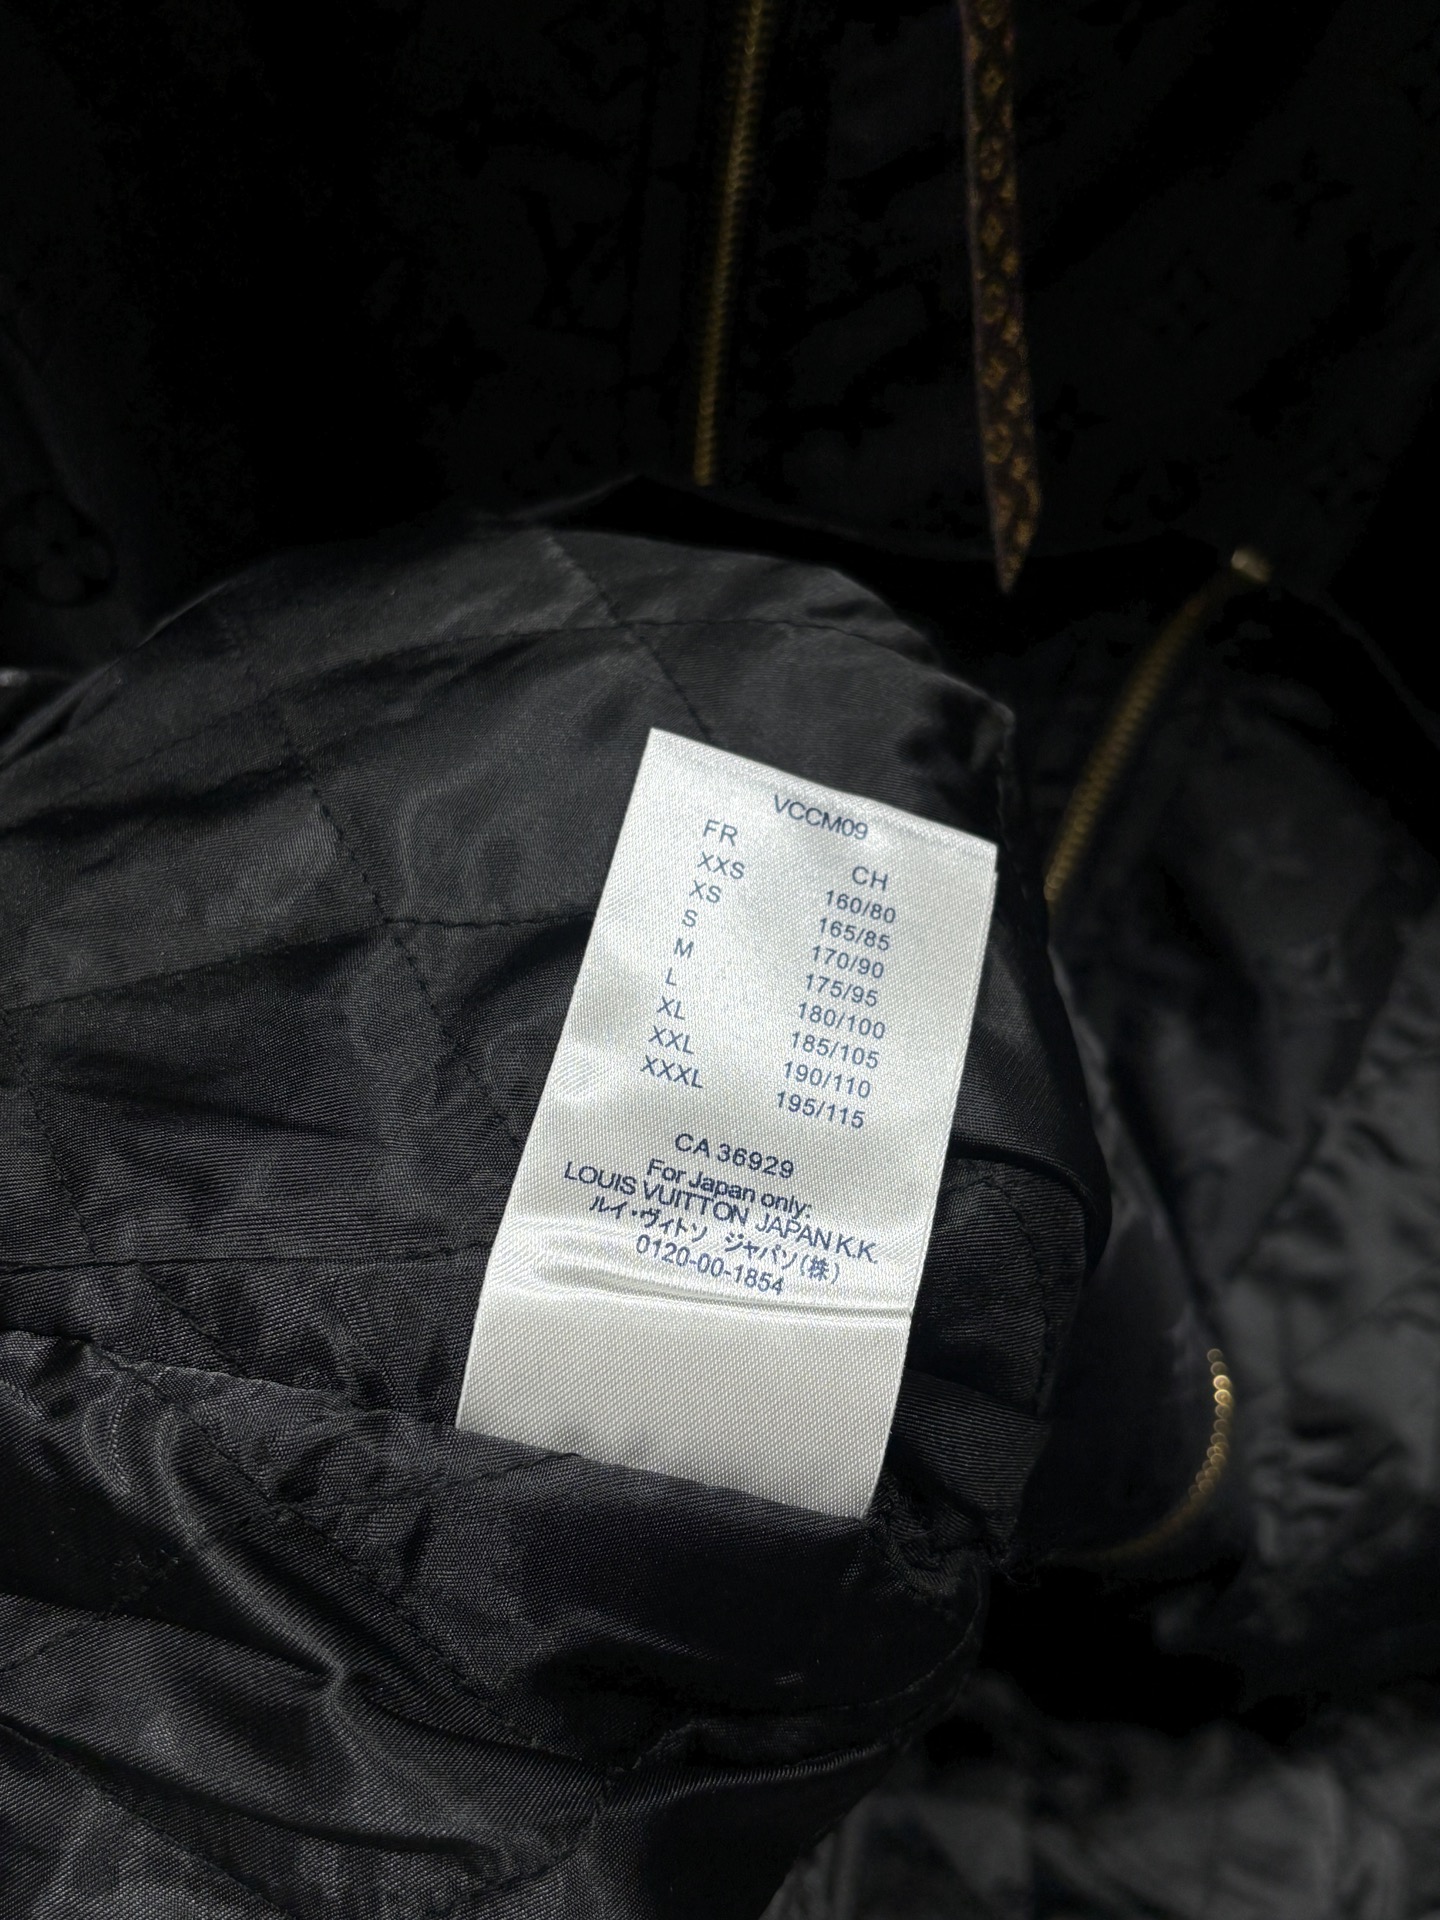 VCCM09
FR CH
XXS 160/80
XS 165/85
S 170/90
M 175/95
L 180/100
XL 185/105
XXL 190/110
XXXL 195/115
CA 36929
For Japan only:
LOUIS VUITTON JAPAN K.K.
ルイ・ヴィトソ ジャパソ(株)
0120-00-1854